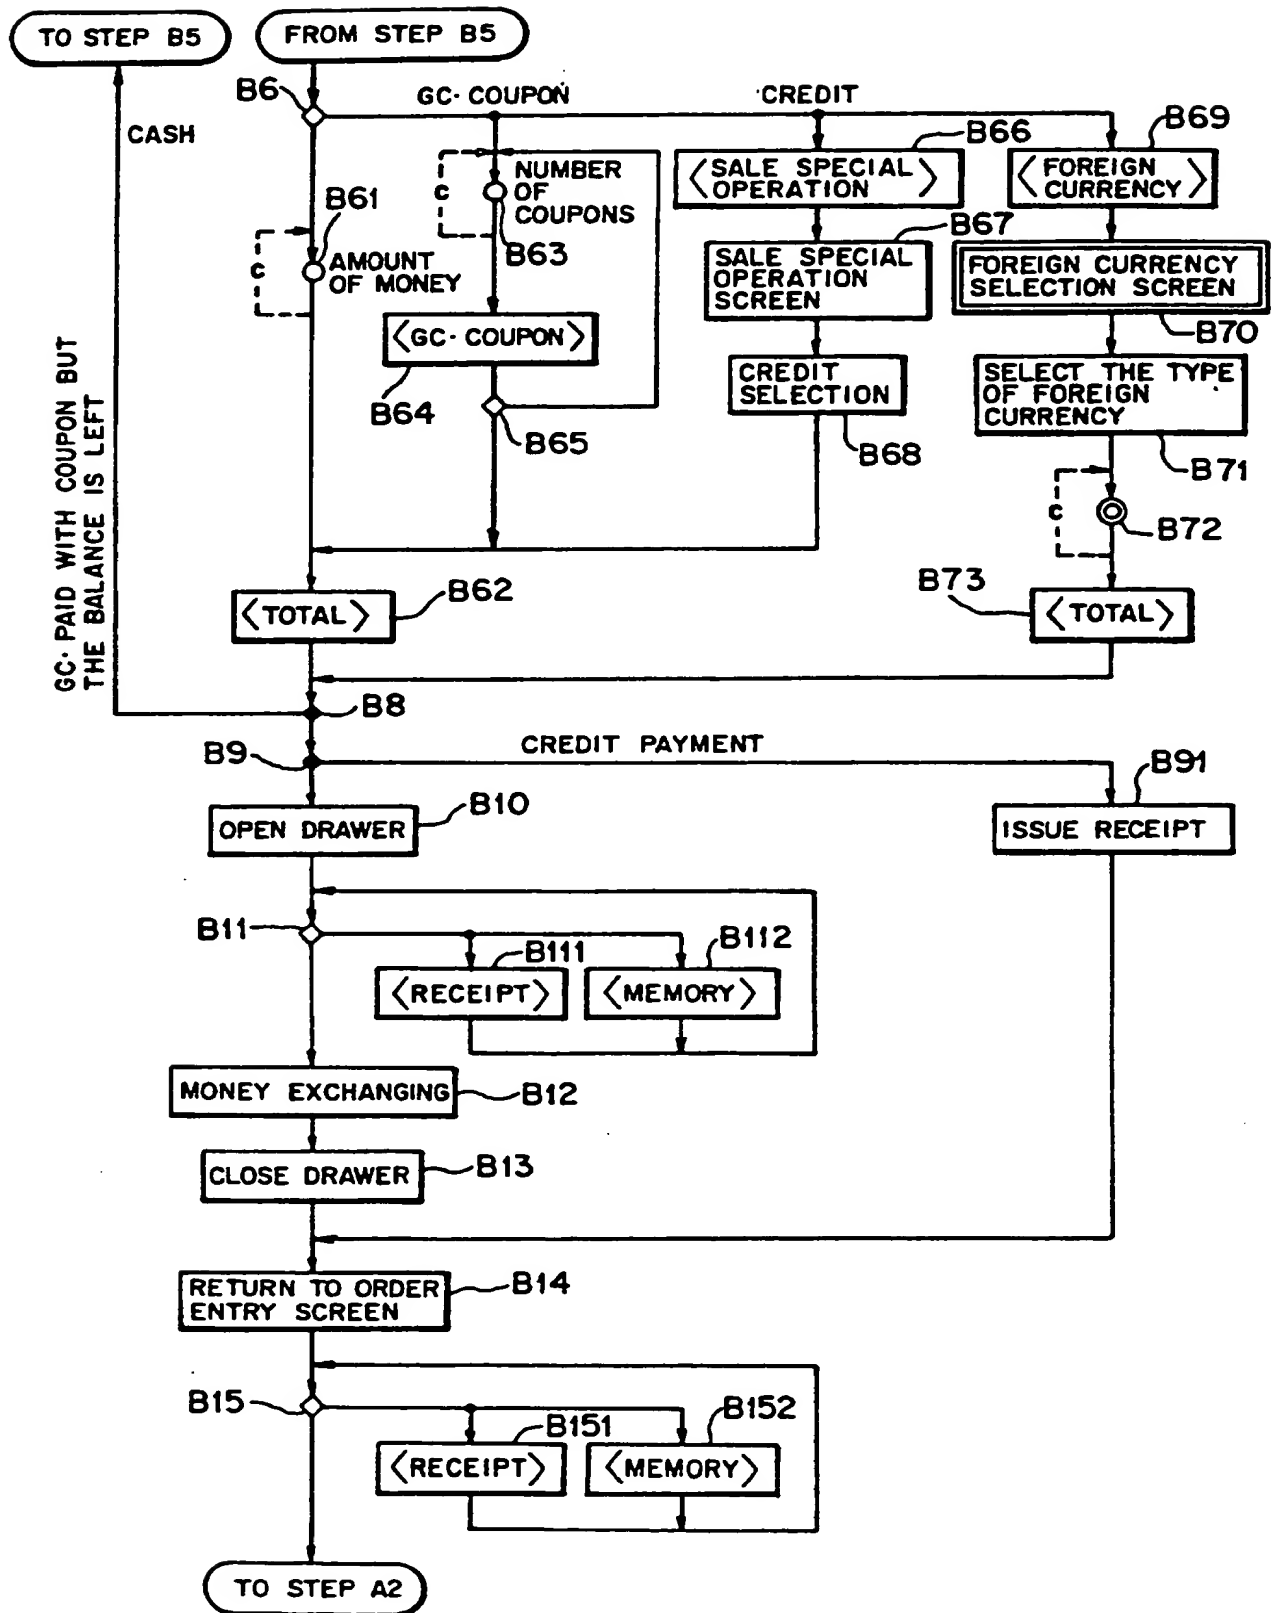 TO STEP B5
FROM STEP B5
B6
GC· COUPON
CREDIT
CASH
B66
B69
<SALE SPECIAL
OPERATION>
<FOREIGN
CURRENCY>
C
NUMBER
OF
COUPONS
B61
B63
B67
C
AMOUNT
OF MONEY
SALE SPECIAL
OPERATION
SCREEN
FOREIGN CURRENCY
SELECTION SCREEN
B70
<GC· COUPON>
B64
B65
CREDIT
SELECTION
B68
SELECT THE TYPE
OF FOREIGN
CURRENCY
B71
C
B72
GC· PAID WITH COUPON BUT
THE BALANCE IS LEFT
<TOTAL>
B62
B73
<TOTAL>
B8
B9
CREDIT PAYMENT
B91
B10
OPEN DRAWER
ISSUE RECEIPT
B11
B111
B112
<RECEIPT>
<MEMORY>
MONEY EXCHANGING
B12
CLOSE DRAWER
B13
RETURN TO ORDER
ENTRY SCREEN
B14
B15
B151
B152
<RECEIPT>
<MEMORY>
TO STEP A2